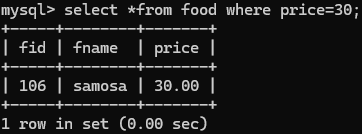 mysql> select *from food where price=30;
+-----+--------+-------+
| fid | fname  | price |
+-----+--------+-------+
| 106 | samosa | 30.00 |
+-----+--------+-------+
1 row in set (0.00 sec)